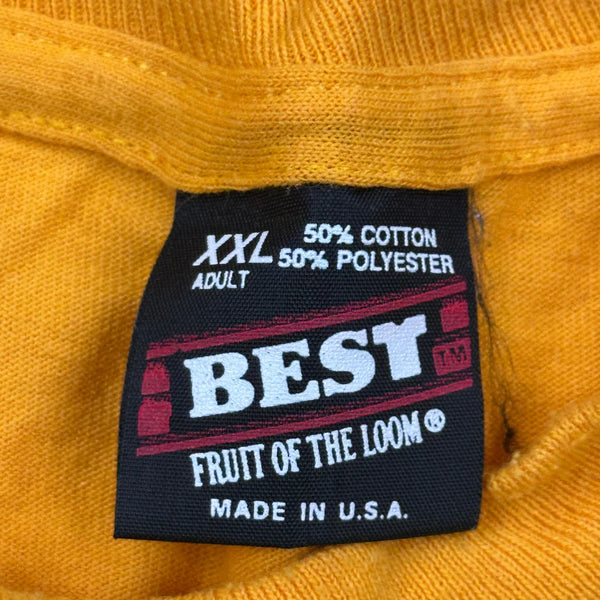 XXL 50% COTTON
ADULT 50% POLYESTER
BEST TM
FRUIT OF THE LOOM®
MADE IN U.S.A.